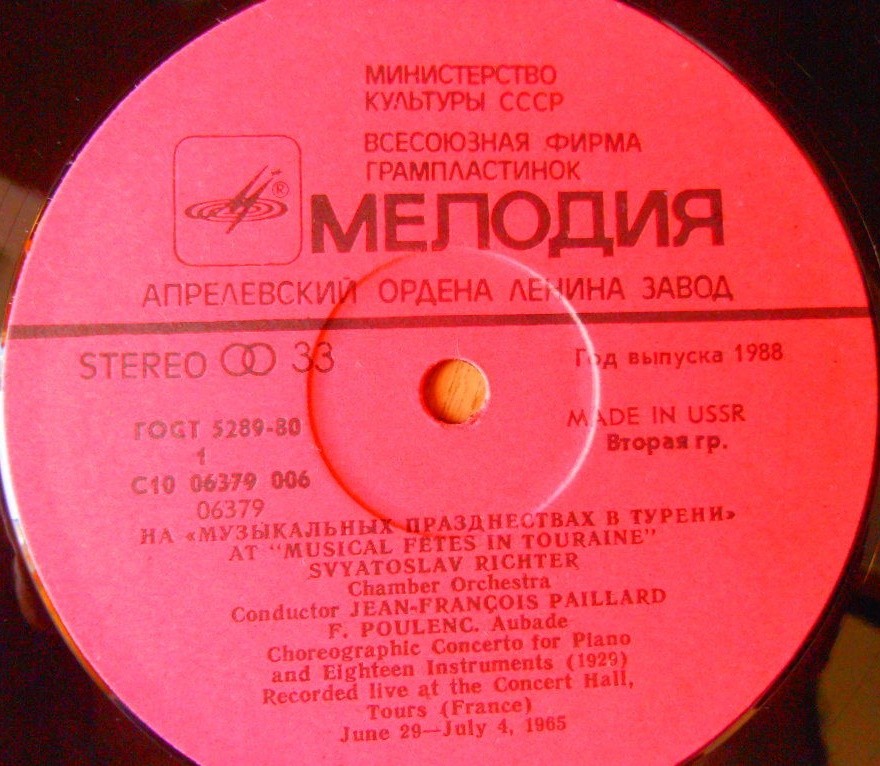 МИНИСТЕРСТВО
КУЛЬТУРЫ СССР
ВСЕСОЮЗНАЯ ФИРМА
ГРАМПЛАСТИНОК
®
МЕЛОДИЯ
АПРЕЛЕВСКИЙ ОРДЕНА ЛЕНИНА ЗАВОД
STEREO 33
Год выпуска 1988
ГОСТ 5289-80
MADE IN USSR
1
Вторая гр.
С10 06379 006
06379
НА «МУЗЫКАЛЬНЫХ ПРАЗДНЕСТВАХ В ТУРЕНИ»
AT "MUSICAL FÊTES IN TOURAINE"
SVYATOSLAV RICHTER
Chamber Orchestra
Conductor JEAN-FRANÇOIS PAILLARD
F. POULENC. Aubade
Choreographic Concerto for Piano
and Eighteen Instruments (1929)
Recorded live at the Concert Hall,
Tours (France)
June 29—July 4, 1965